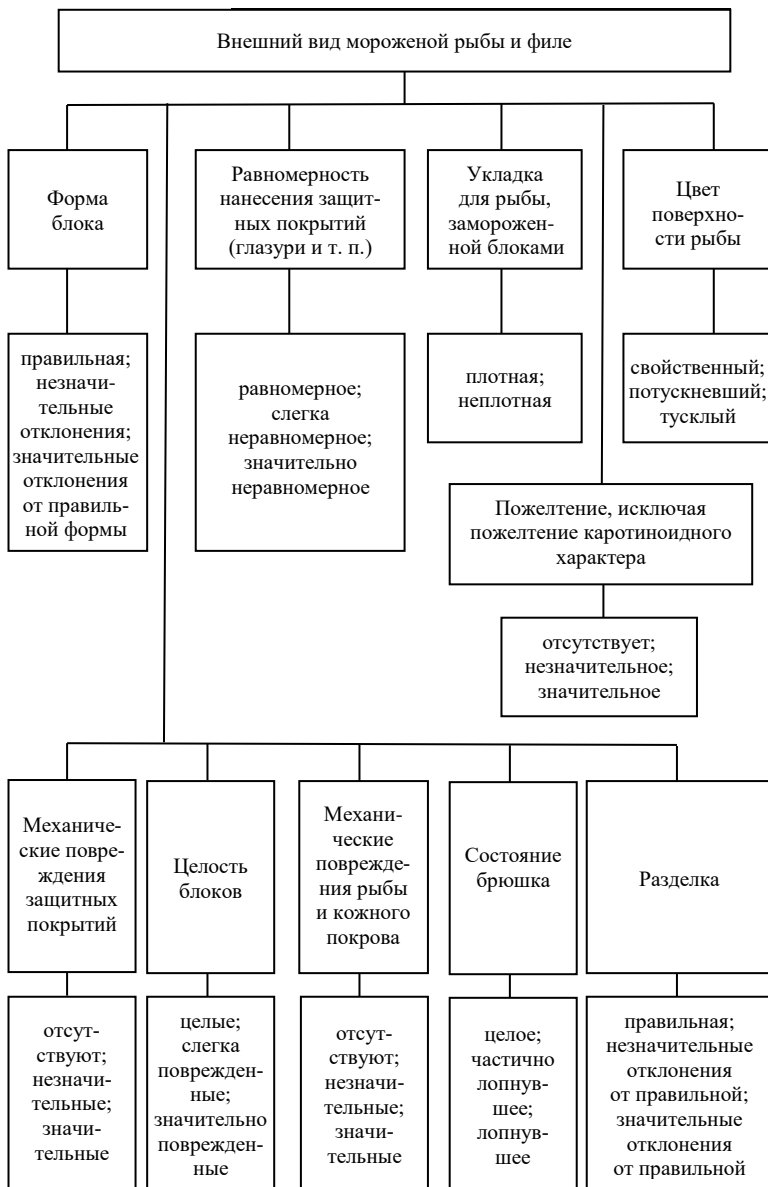 Внешний вид мороженой рыбы и филе
Форма
блока
Равномерность
нанесения защит-
ных покрытий
(глазури и т. п.)
Укладка
для рыбы,
заморожен-
ной блоками
Цвет
поверхно-
сти рыбы
правильная;
незначи-
тельные
отклонения;
значительные
отклонения
от правиль-
ной формы
равномерное;
слегка
неравномерное;
значительно
неравномерное
плотная;
неплотная
свойственный;
потускневший;
тусклый
Пожелтение, исключая
пожелтение каротиноидного
характера
отсутствует;
незначительное;
значительное
Механиче-
ские повре-
ждения
защитных
покрытий
Целость
блоков
Механи-
ческие
поврежде-
ния рыбы
и кожного
покрова
Состояние
брюшка
Разделка
отсут-
ствуют;
незначи-
тельные;
значи-
тельные
целые;
слегка
поврежден-
ные;
значительно
поврежден-
ные
отсут-
ствуют;
незначи-
тельные;
значи-
тельные
целое;
частично
лопнув-
шее;
лопнув-
шее
правильная;
незначительные
отклонения
от правильной;
значительные
отклонения
от правильной